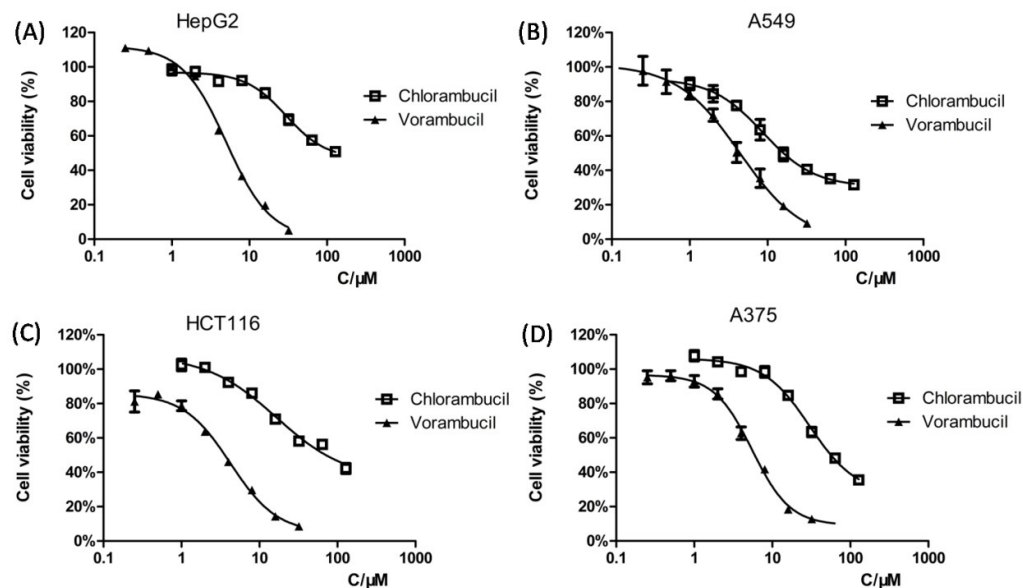 (A)
HepG2
Cell viability (%)
120
100
80
60
40
20
0
0.1 1 10 100 1000
C/µM
Chlorambucil
Vorambucil
(B)
A549
Cell viability (%)
120%
100%
80%
60%
40%
20%
0%
0.1 1 10 100 1000
C/µM
Chlorambucil
Vorambucil
(C)
HCT116
Cell viability (%)
120%
100%
80%
60%
40%
20%
0%
0.1 1 10 100 1000
C/µM
Chlorambucil
Vorambucil
(D)
A375
Cell viability (%)
120%
100%
80%
60%
40%
20%
0%
0.1 1 10 100 1000
C/µM
Chlorambucil
Vorambucil